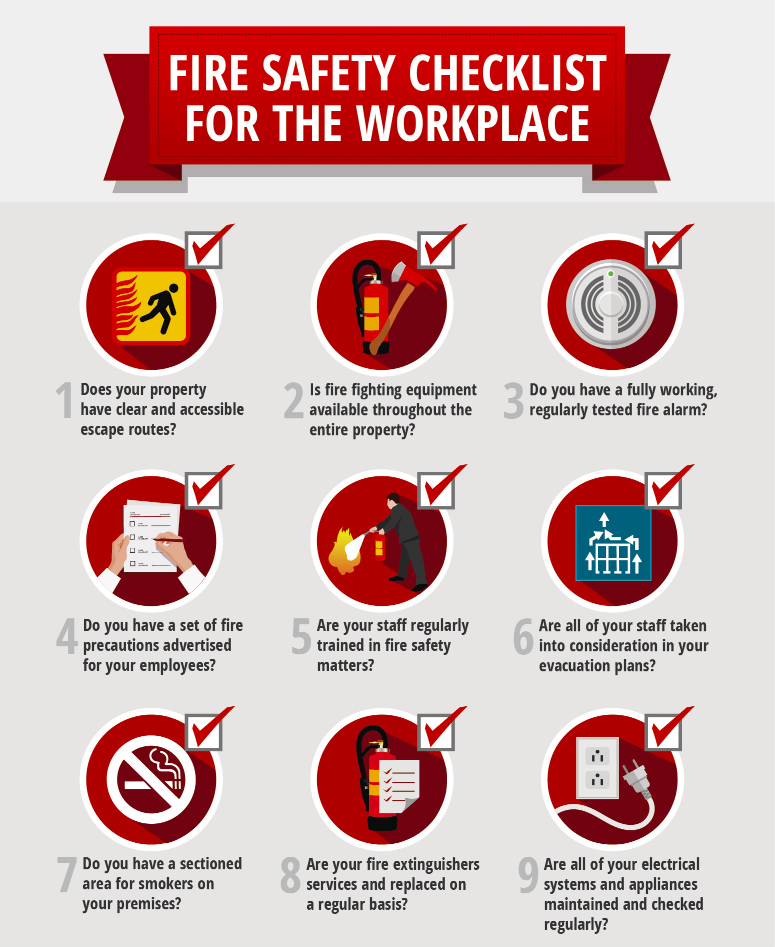 FIRE SAFETY CHECKLIST
FOR THE WORKPLACE
1 Does your property
have clear and accessible
escape routes?
2 Is fire fighting equipment
available throughout the
entire property?
3 Do you have a fully working,
regularly tested fire alarm?
4 Do you have a set of fire
precautions advertised
for your employees?
5 Are your staff regularly
trained in fire safety
matters?
6 Are all of your staff taken
into consideration in your
evacuation plans?
7 Do you have a sectioned
area for smokers on
your premises?
8 Are your fire extinguishers
services and replaced on
a regular basis?
9 Are all of your electrical
systems and appliances
maintained and checked
regularly?